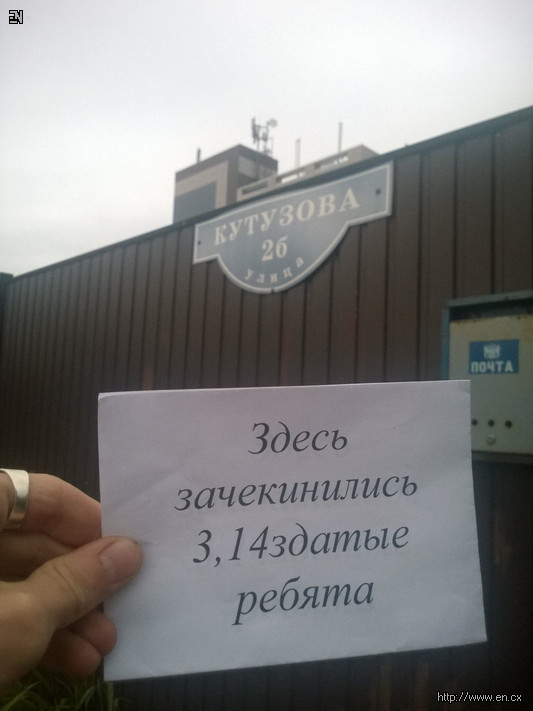 EN
КУТУЗОВА
2б
улица
ПОЧТА
Здесь
зачекинились
3,14здатые
ребята
http://www.en.cx